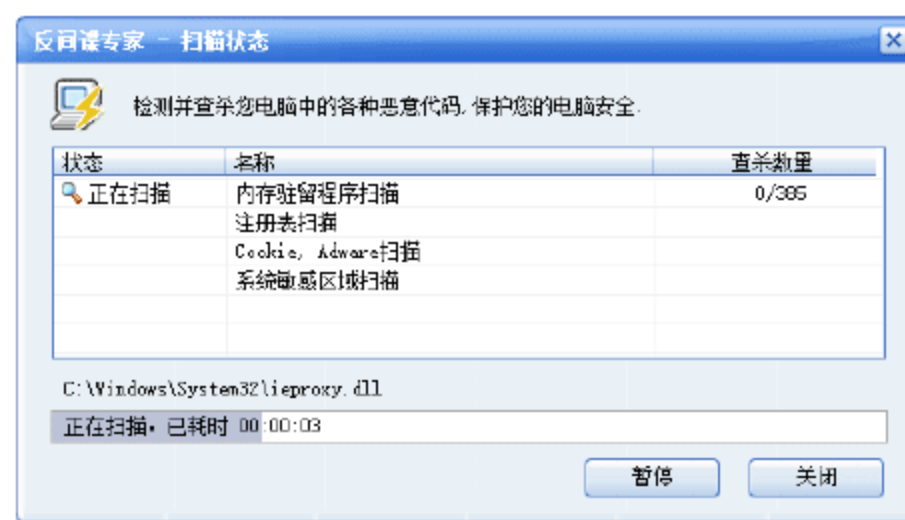 反间谍专家 - 扫描状态
检测并查杀您电脑中的各种恶意代码,保护您的电脑安全.
状态 名称 查杀数量
正在扫描 内存驻留程序扫描 0/385
注册表扫描
Cookie, Adware扫描
系统敏感区域扫描
C:\Windows\System32\ieproxy.dll
正在扫描,已耗时 00:00:03
暂停 关闭